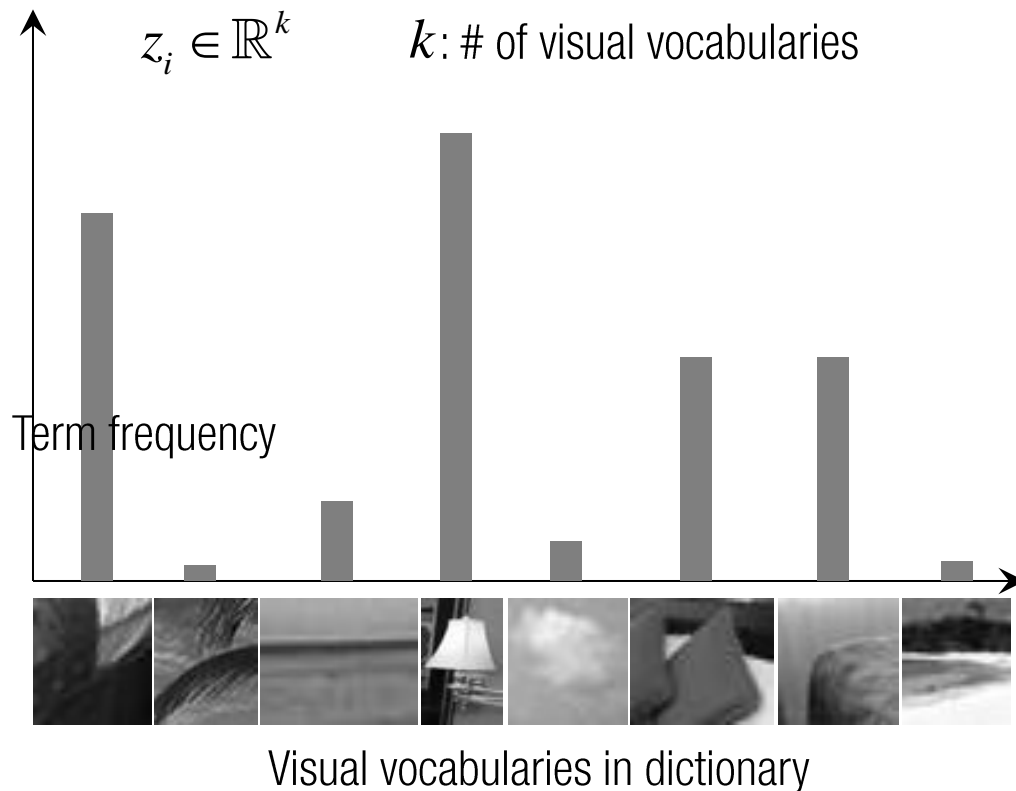 z_i ∈ ℝ^k k: # of visual vocabularies
Term frequency
Visual vocabularies in dictionary